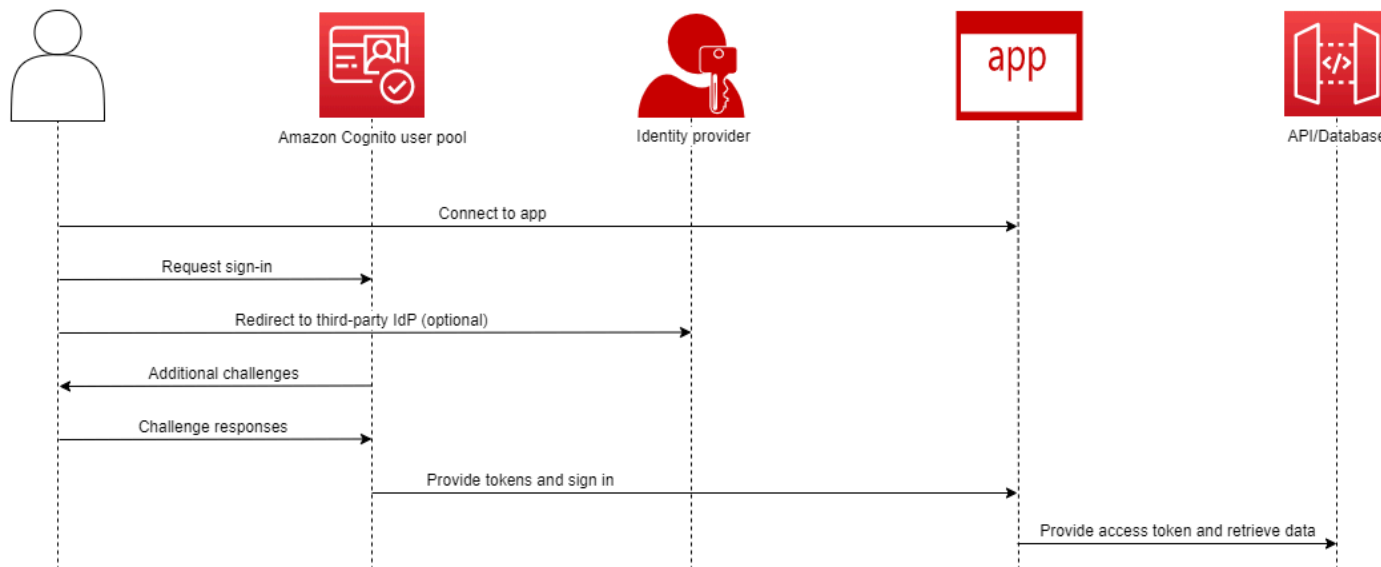 app
</>
Amazon Cognito user pool
Identity provider
API/Database
Connect to app
Request sign-in
Redirect to third-party IdP (optional)
Additional challenges
Challenge responses
Provide tokens and sign in
Provide access token and retrieve data